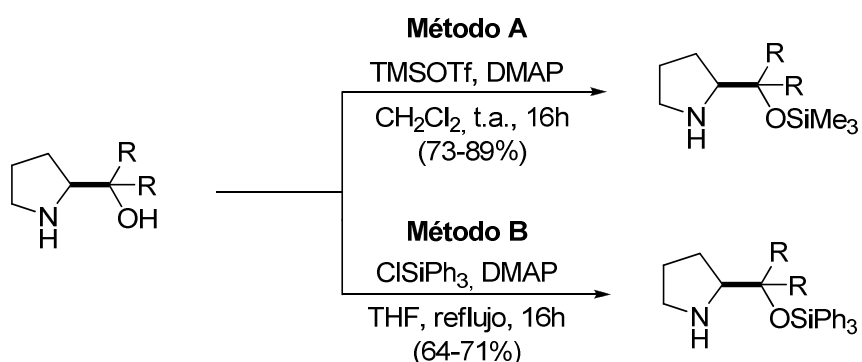 Método A
TMSOTf, DMAP
CH2Cl2, t.a., 16h
(73-89%)
R
R
N
H
OSiMe3
R
R
N
H
OH
Método B
ClSiPh3, DMAP
THF, reflujo, 16h
(64-71%)
R
R
N
H
OSiPh3